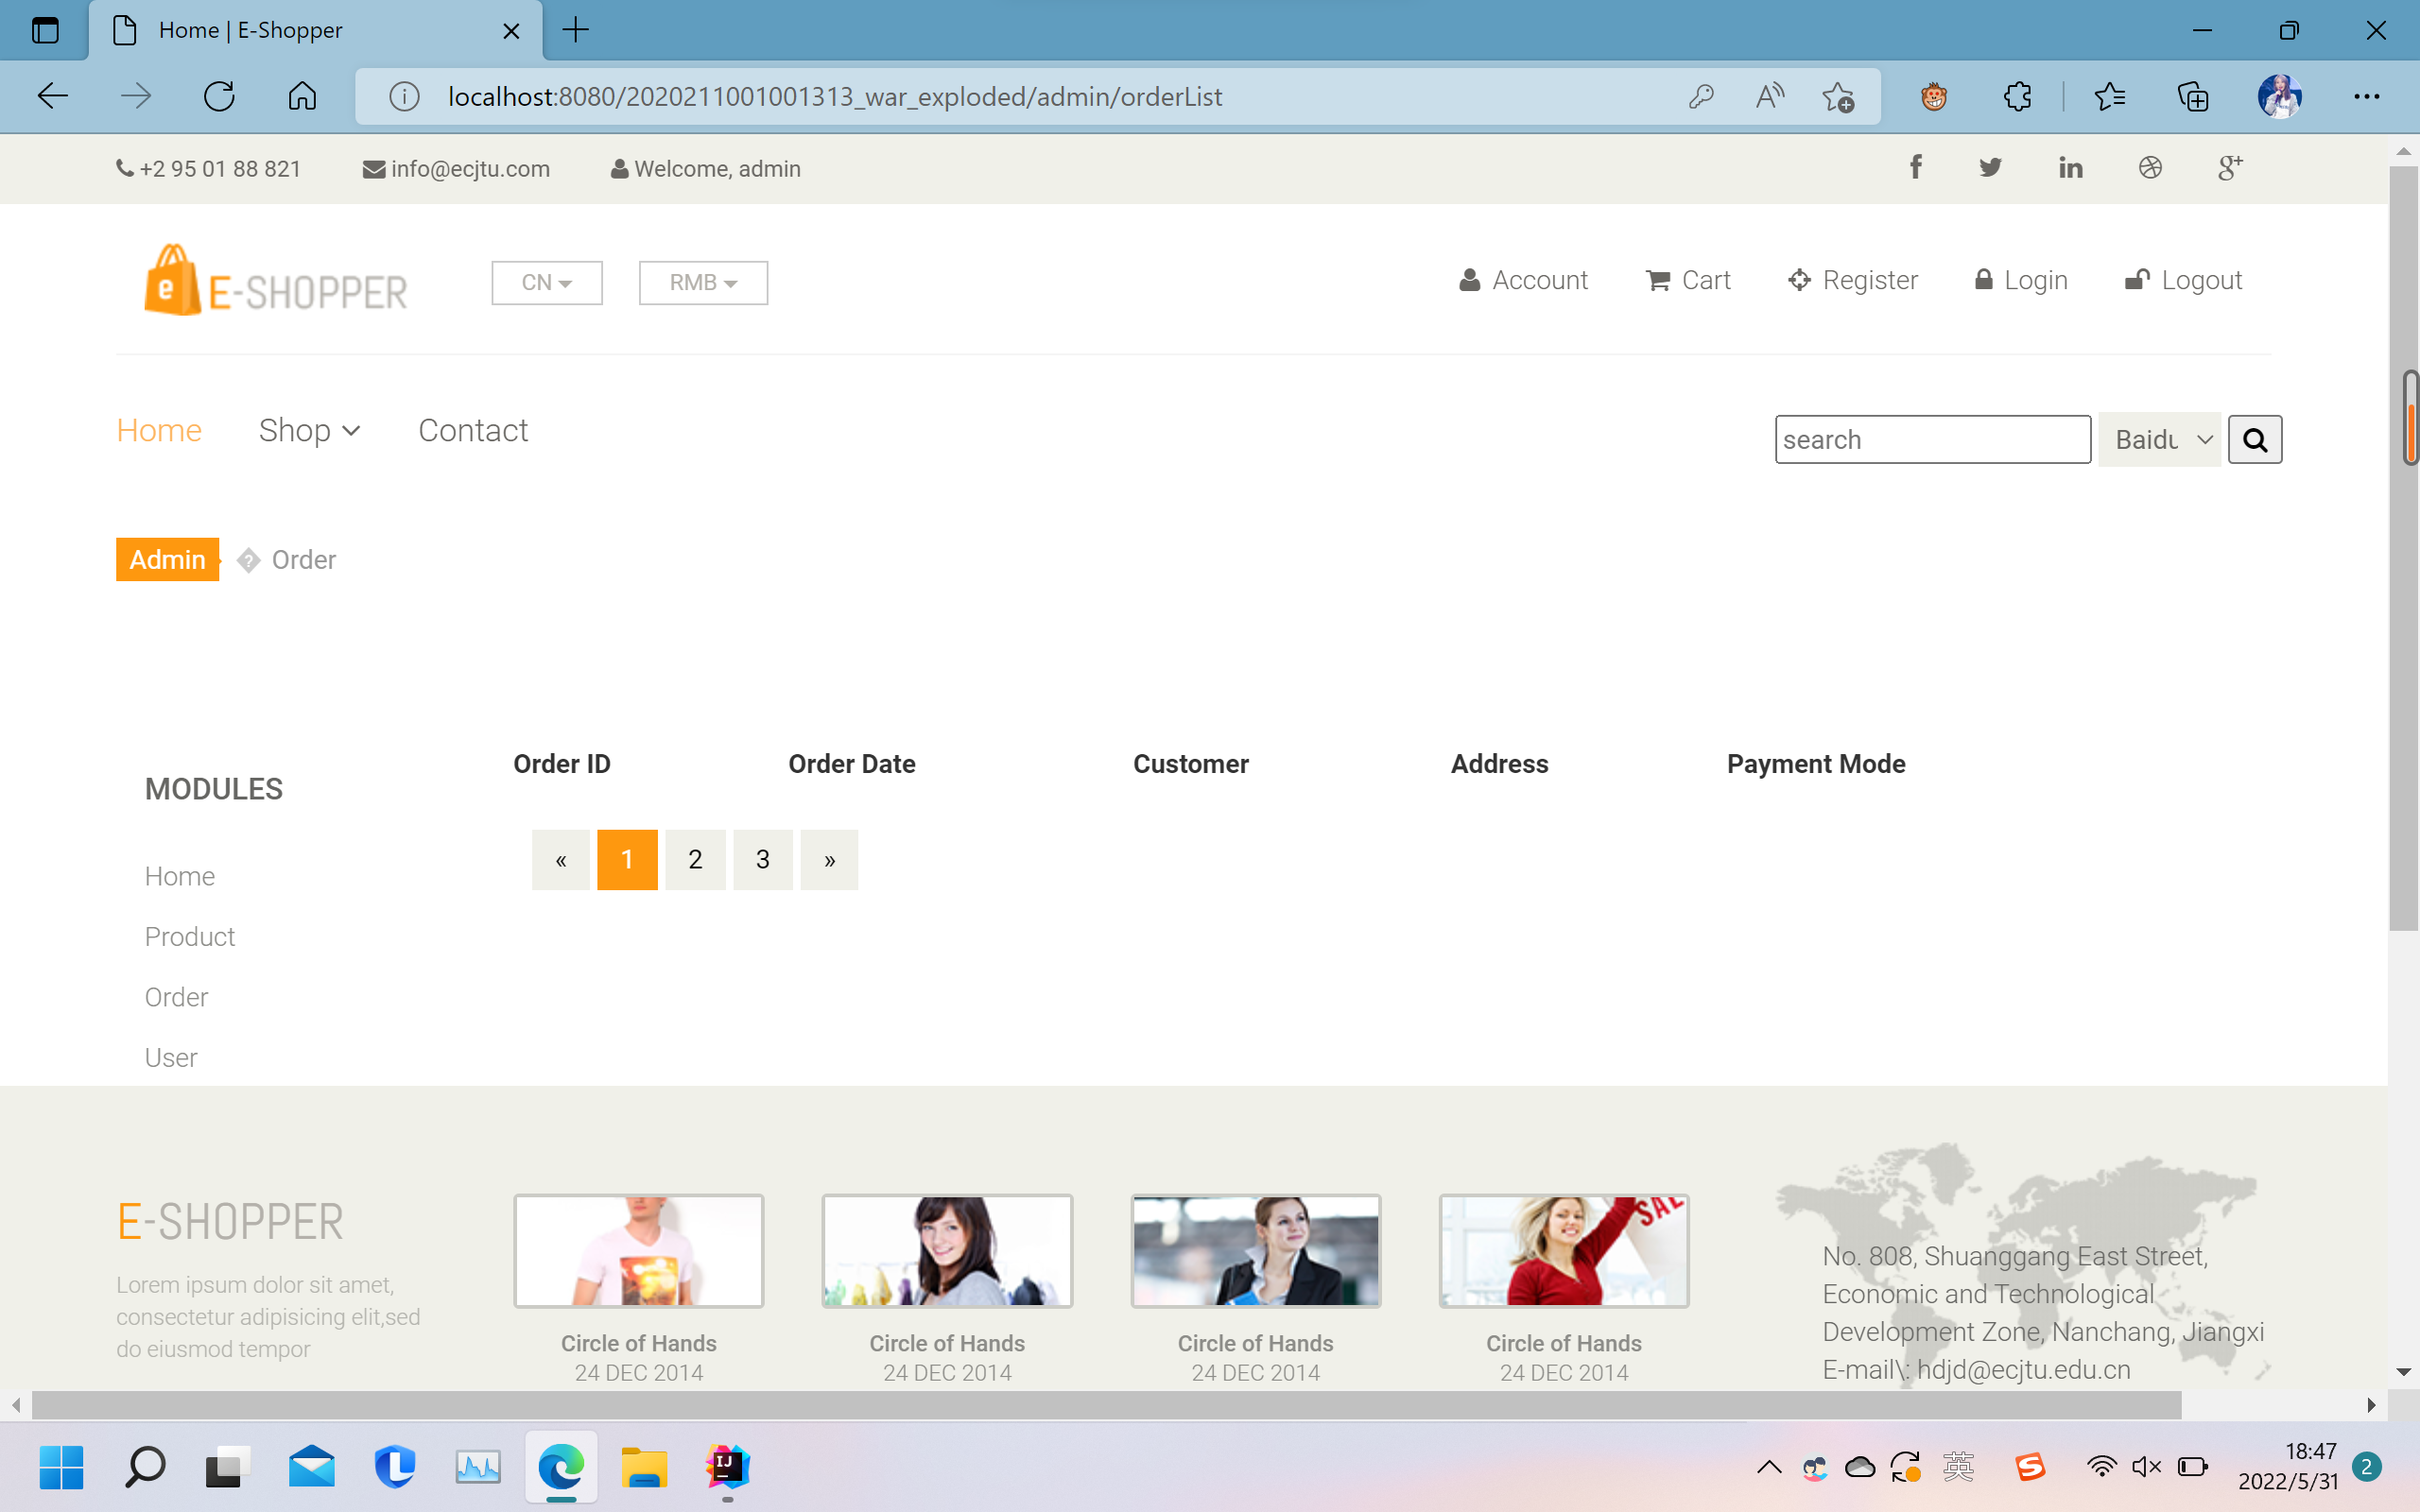 Home | E-Shopper
localhost:8080/2020211001001313_war_exploded/admin/orderList
+2 95 01 88 821 info@ecjtu.com Welcome, admin
E-SHOPPER CN RMB Account Cart Register Login Logout
Home Shop Contact search Baidu
Admin Order
Order ID Order Date Customer Address Payment Mode
MODULES
« 1 2 3 »
Home
Product
Order
User
E-SHOPPER
Lorem ipsum dolor sit amet,
consectetur adipisicing elit,sed
do eiusmod tempor
SALE
Circle of Hands
24 DEC 2014
Circle of Hands
24 DEC 2014
Circle of Hands
24 DEC 2014
Circle of Hands
24 DEC 2014
No. 808, Shuanggang East Street,
Economic and Technological
Development Zone, Nanchang, Jiangxi
E-mail\: hdjd@ecjtu.edu.cn
IJ
英
18:47
2022/5/31
2